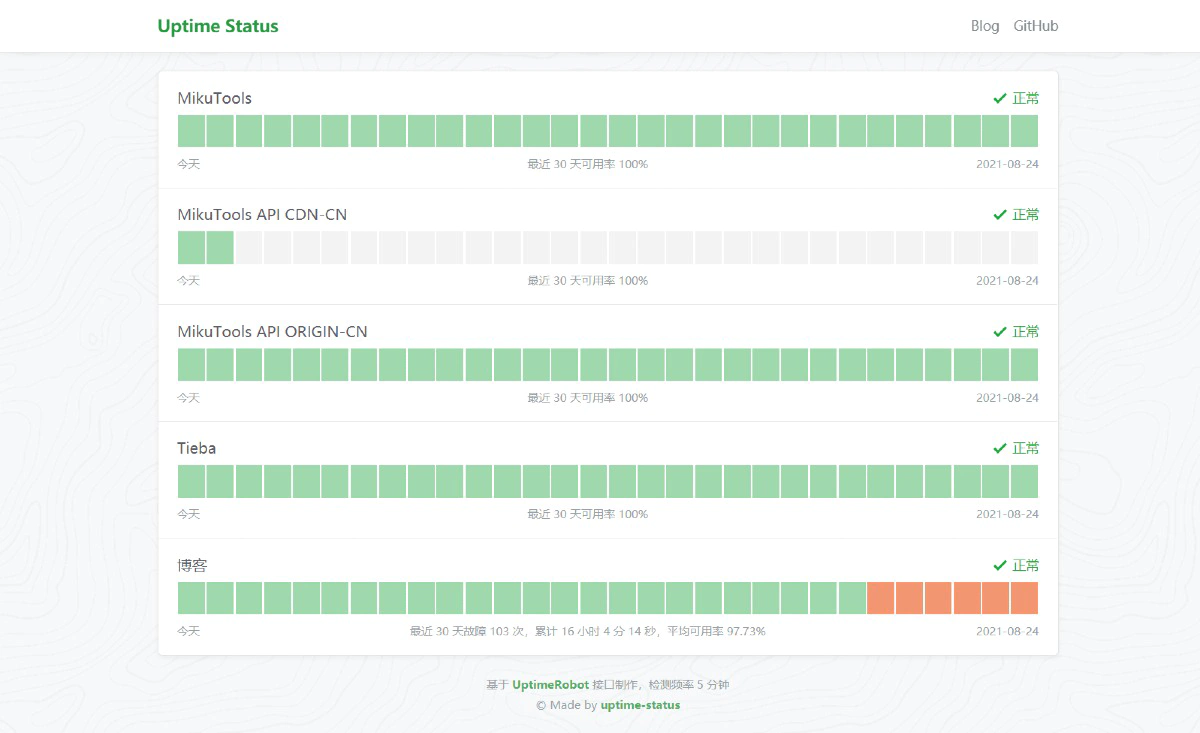 Uptime Status Blog GitHub
MikuTools 正常
今天 最近 30 天可用率 100% 2021-08-24
MikuTools API CDN-CN 正常
今天 最近 30 天可用率 100% 2021-08-24
MikuTools API ORIGIN-CN 正常
今天 最近 30 天可用率 100% 2021-08-24
Tieba 正常
今天 最近 30 天可用率 100% 2021-08-24
博客 正常
今天 最近 30 天故障 103 次，累计 16 小时 4 分 14 秒，平均可用率 97.73% 2021-08-24
基于 UptimeRobot 接口制作，检测频率 5 分钟
© Made by uptime-status